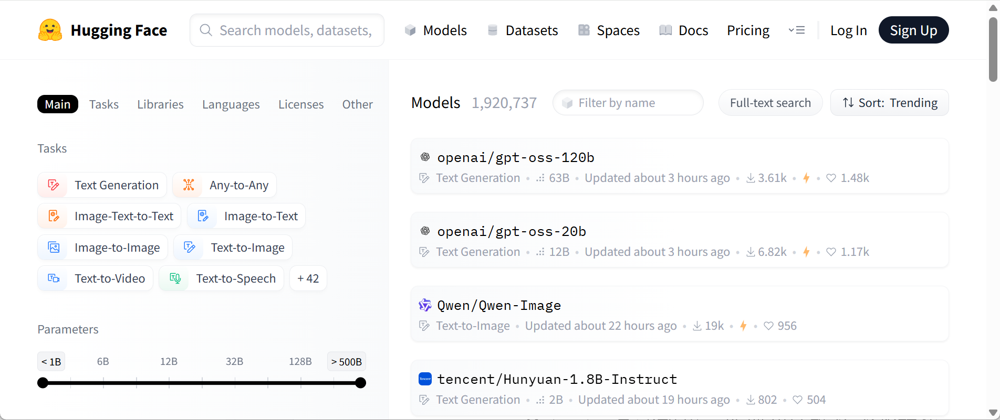 Hugging Face
Search models, datasets,
Models
Datasets
Spaces
Docs
Pricing
Log In
Sign Up
Main
Tasks
Libraries
Languages
Licenses
Other
Tasks
Text Generation
Any-to-Any
Image-Text-to-Text
Image-to-Text
Image-to-Image
Text-to-Image
Text-to-Video
Text-to-Speech
+ 42
Parameters
< 1B
6B
12B
32B
128B
> 500B
Models 1,920,737
Filter by name
Full-text search
Sort: Trending
openai/gpt-oss-120b
Text Generation • 63B • Updated about 3 hours ago • 3.61k • • 1.48k
openai/gpt-oss-20b
Text Generation • 12B • Updated about 3 hours ago • 6.82k • • 1.17k
Qwen/Qwen-Image
Text-to-Image • Updated about 22 hours ago • 19k • • 956
tencent/Hunyuan-1.8B-Instruct
Text Generation • 2B • Updated about 19 hours ago • 802 • 504